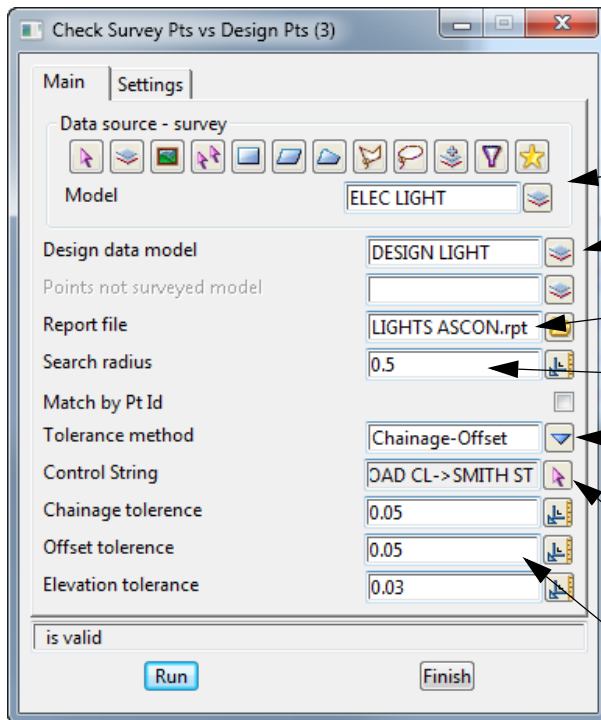 Check Survey Pts vs Design Pts (3)
Main Settings
Data source - survey
Model ELEC LIGHT
Design data model DESIGN LIGHT
Points not surveyed model
Report file LIGHTS ASCON.rpt
Search radius 0.5
Match by Pt Id
Tolerance method Chainage-Offset
Control String OAD CL->SMITH ST
Chainage tolerence 0.05
Offset tolerence 0.05
Elevation tolerance 0.03
is valid
Run Finish